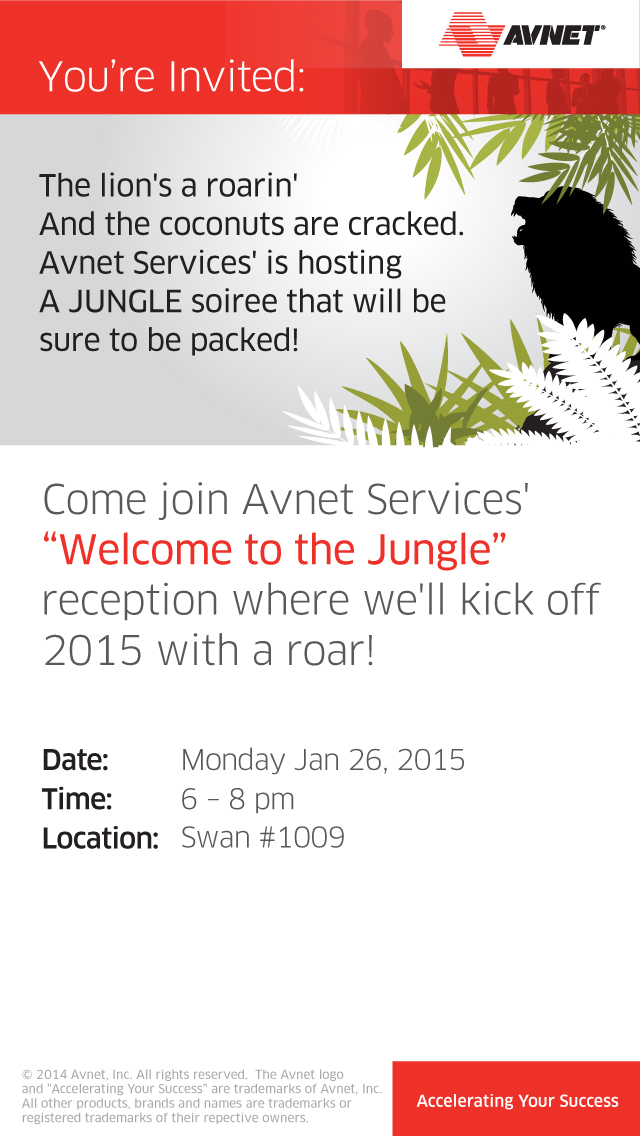 AVNET®
You're Invited:
The lion's a roarin'
And the coconuts are cracked.
Avnet Services' is hosting
A JUNGLE soiree that will be
sure to be packed!
Come join Avnet Services'
“Welcome to the Jungle”
reception where we'll kick off
2015 with a roar!
Date: Monday Jan 26, 2015
Time: 6 – 8 pm
Location: Swan #1009
© 2014 Avnet, Inc. All rights reserved. The Avnet logo
and “Accelerating Your Success” are trademarks of Avnet, Inc.
All other products, brands and names are trademarks or
registered trademarks of their repective owners.
Accelerating Your Success